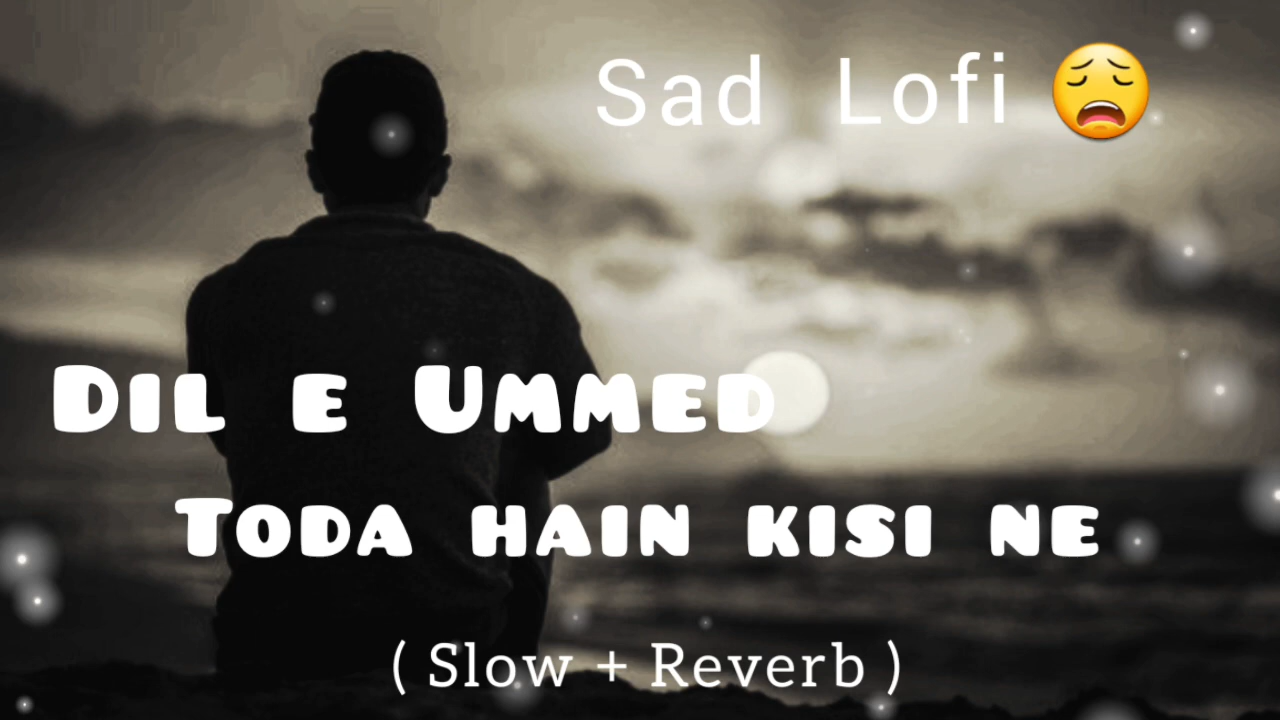 Sad Lofi 😩
Dil e Ummed
Toda hain kisi ne
( Slow + Reverb )